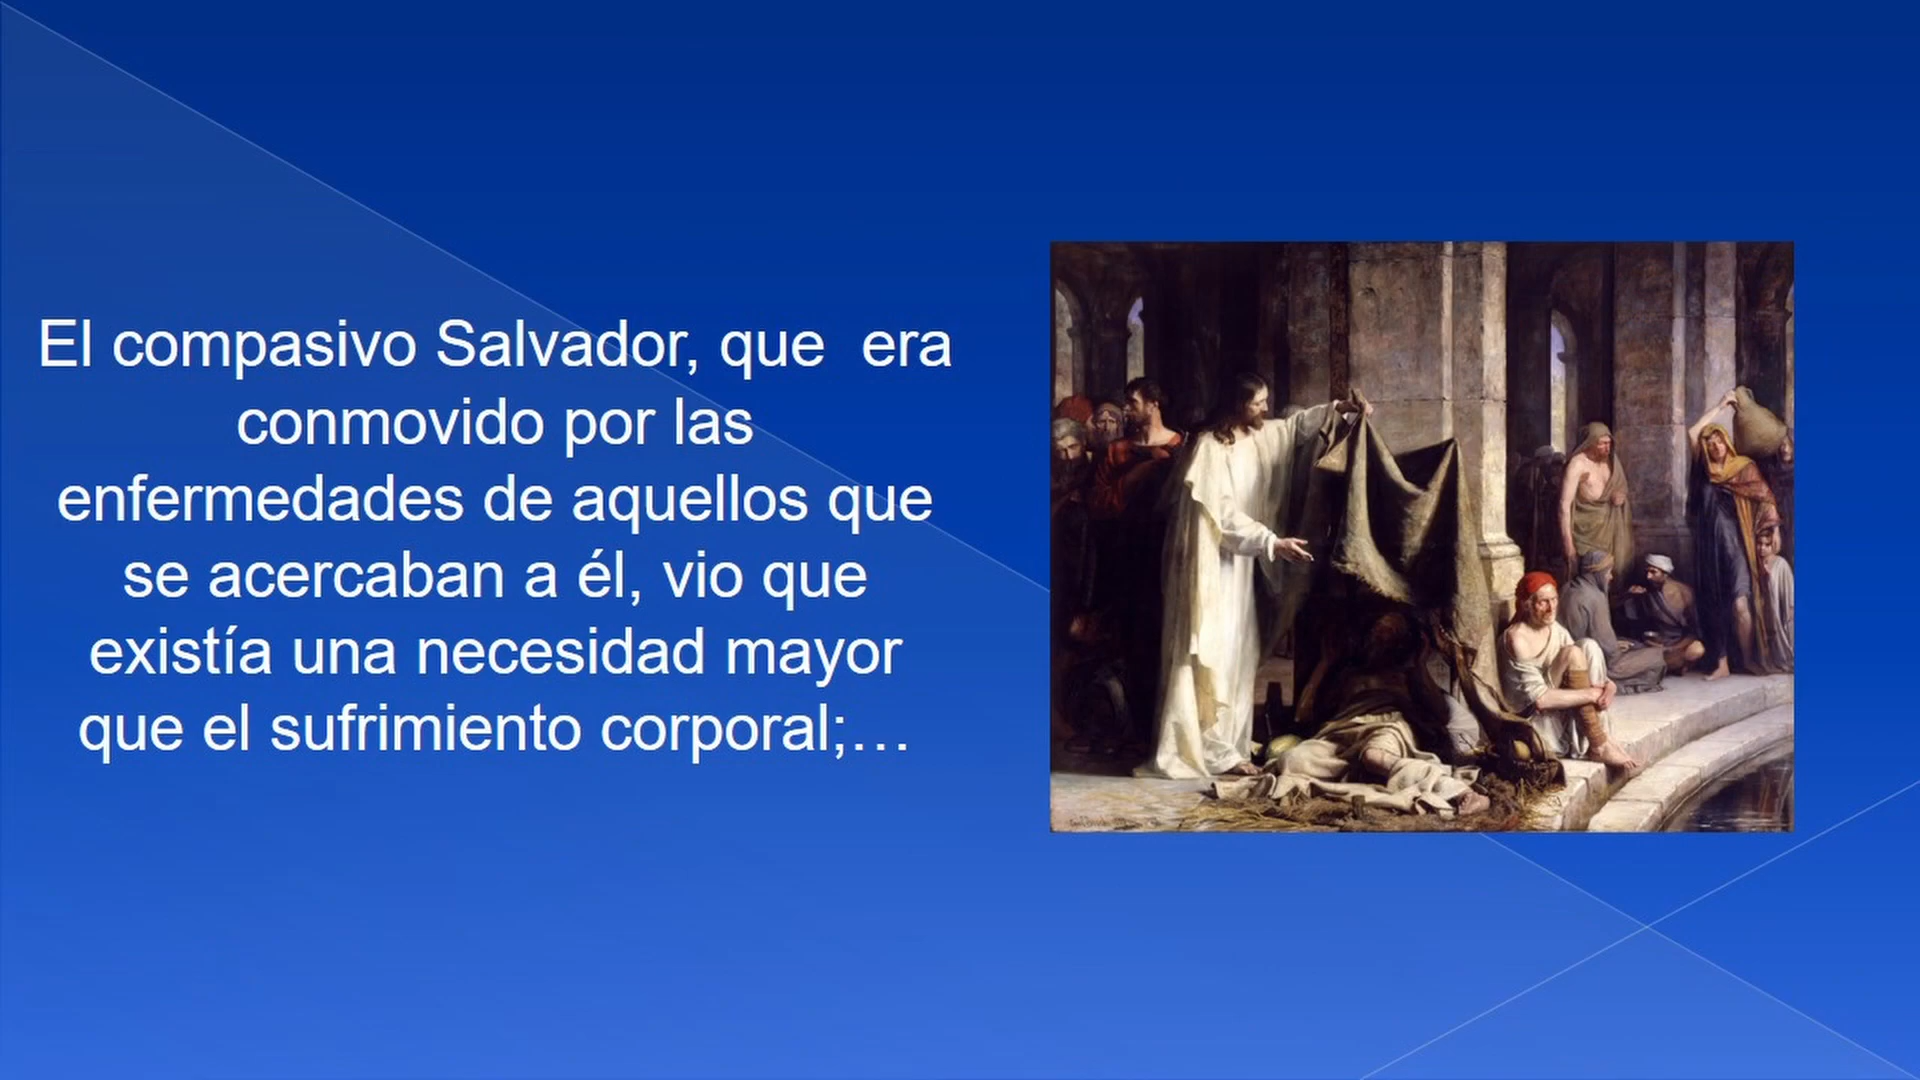 El compasivo Salvador, que  era
conmovido por las
enfermedades de aquellos que
se acercaban a él, vio que
existía una necesidad mayor
que el sufrimiento corporal;…